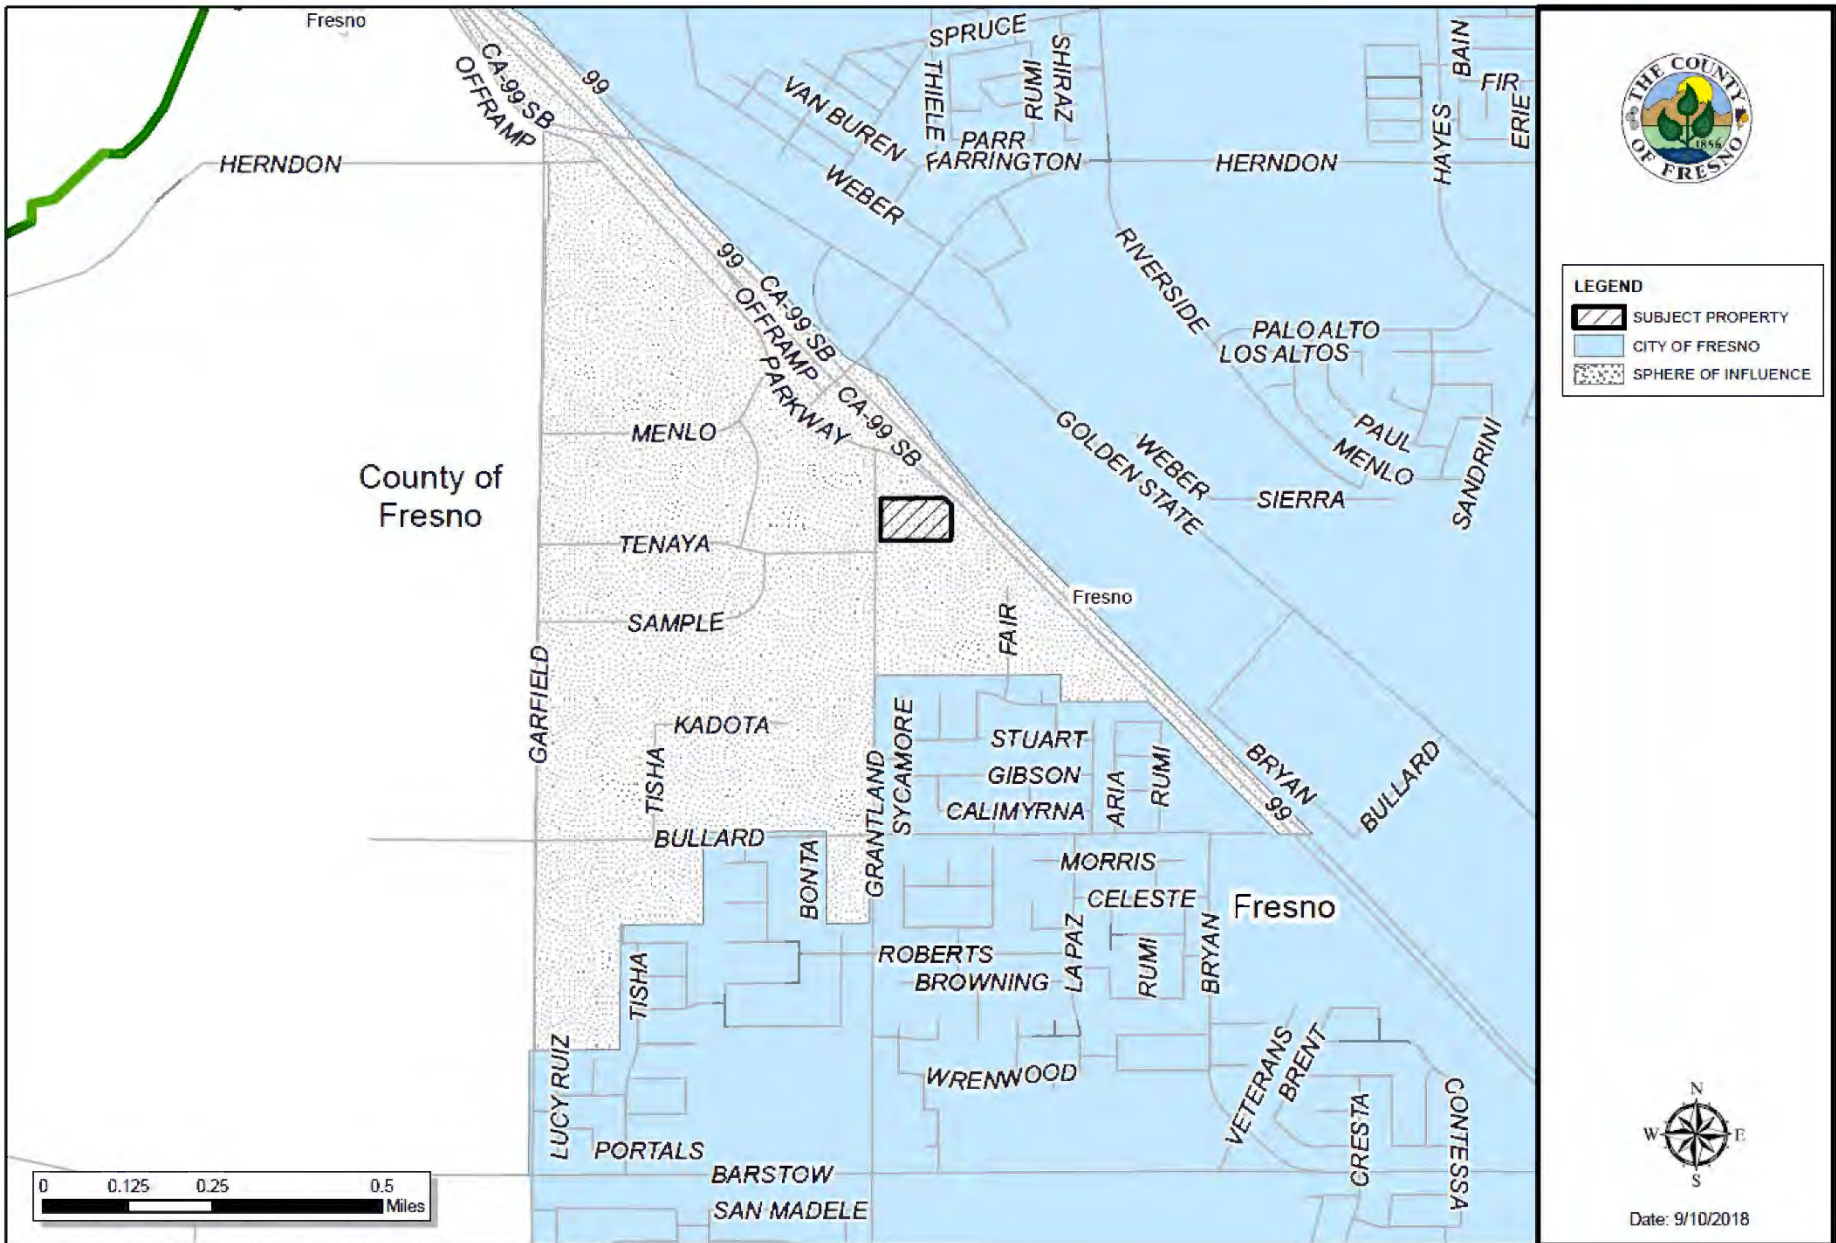 Fresno
CA-99 SB
OFFRAMP
99
HERNDON
SPRUCE
THIELE
RUMI
SHIRAZ
VAN BUREN
PARR
FARRINGTON
WEBER
HERNDON
HAYES
BAIN
FIR
ERIE
99
CA-99 SB
OFFRAMP
PARKWAY
CA-99 SB
RIVERSIDE
PALO ALTO
LOS ALTOS
PAUL
MENLO
SANDRINI
GOLDEN STATE
WEBER
SIERRA
MENLO
County of
Fresno
TENAYA
SAMPLE
GARFIELD
FAIR
Fresno
KADOTA
TISHA
BULLARD
BONTA
GRANTLAND
SYCAMORE
STUART
GIBSON
CALIMYRNA
ARIA
RUMI
BRYAN
99
BULLARD
MORRIS
CELESTE
Fresno
ROBERTS
BROWNING
LA PAZ
RUMI
BRYAN
TISHA
LUCY RUIZ
WRENWOOD
VETERANS
BRENT
CRESTA
CONTESSA
PORTALS
BARSTOW
SAN MADELE
0 0.125 0.25 0.5
Miles
THE COUNTY
OF FRESNO
1856
LEGEND
SUBJECT PROPERTY
CITY OF FRESNO
SPHERE OF INFLUENCE
N
W E
S
Date: 9/10/2018